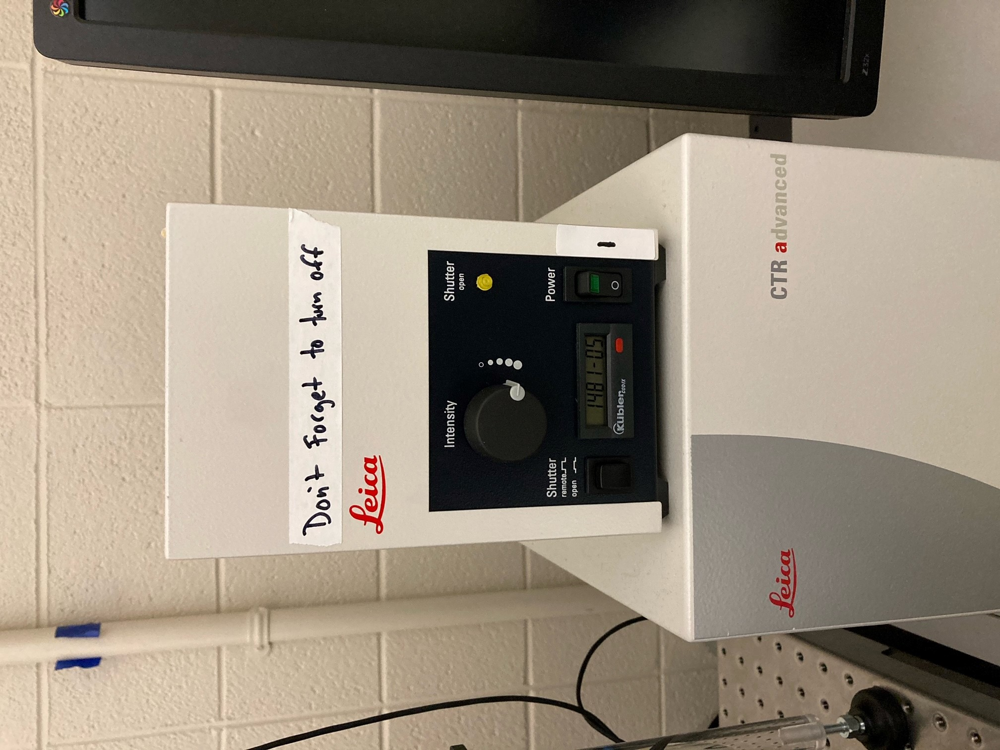 Don't Forget to turn off
Leica
Intensity
Shutter
open
Shutter
remote
open
1481-05
Kübler CODIX
Power
I
Leica
CTR advanced
Z32x